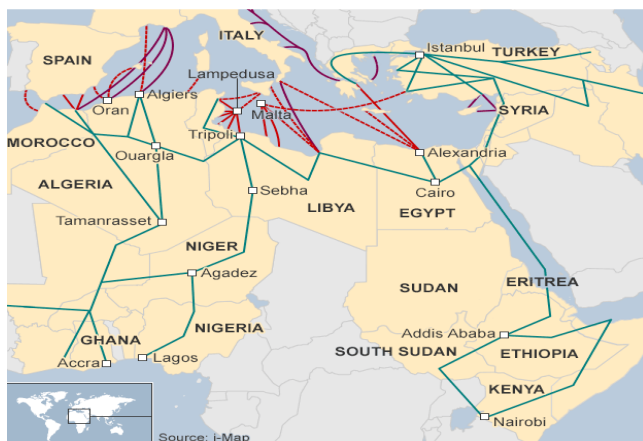 ITALY
SPAIN
Istanbul
TURKEY
Lampedusa
Algiers
Oran
Malta
SYRIA
MOROCCO
Tripoli
Ouargla
Alexandria
ALGERIA
Sebha
Cairo
LIBYA
EGYPT
Tamanrasset
NIGER
Agadez
SUDAN
ERITREA
NIGERIA
GHANA
Addis Ababa
SOUTH SUDAN
ETHIOPIA
Accra
Lagos
KENYA
Nairobi
Source: i-Map